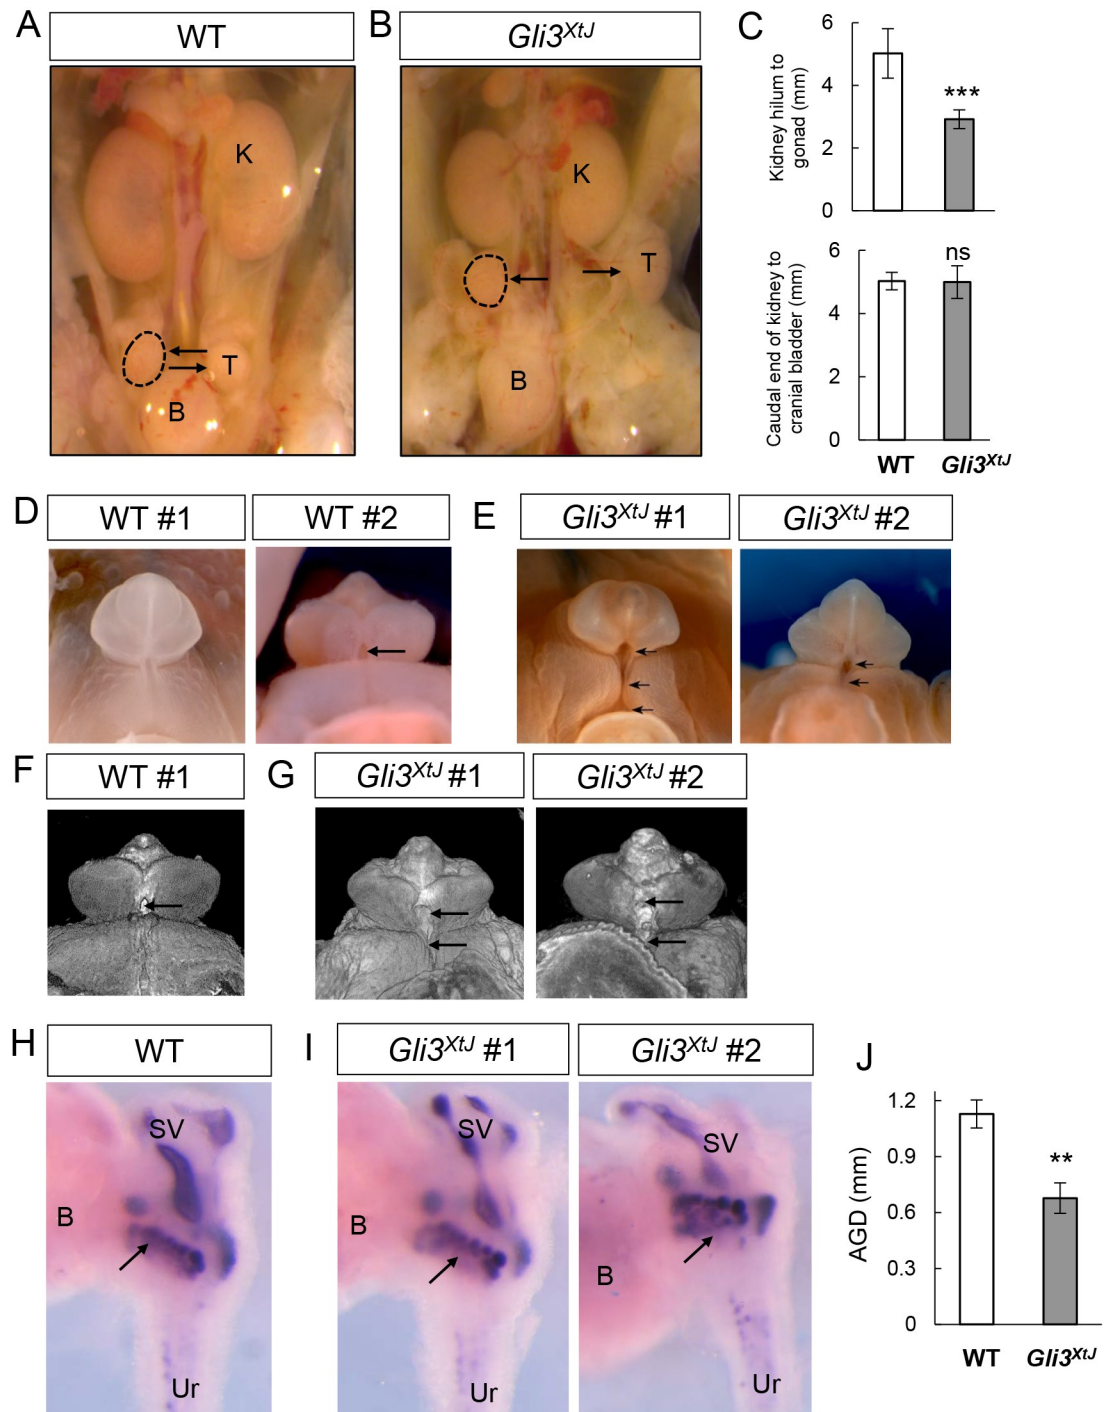 A
WT
B
Gli3XtJ
C
K
T
B
K
T
B
Kidney hilum to
gonad (mm)
6
4
2
0
***
Caudal end of kidney to
cranial bladder (mm)
6
4
2
0
ns
WT
Gli3XtJ
D
WT #1
WT #2
E
Gli3XtJ #1
Gli3XtJ #2
F
WT #1
G
Gli3XtJ #1
Gli3XtJ #2
H
WT
I
Gli3XtJ #1
Gli3XtJ #2
SV
B
Ur
SV
B
Ur
SV
B
Ur
J
AGD (mm)
1.2
0.9
0.6
0.3
0
**
WT
Gli3XtJ